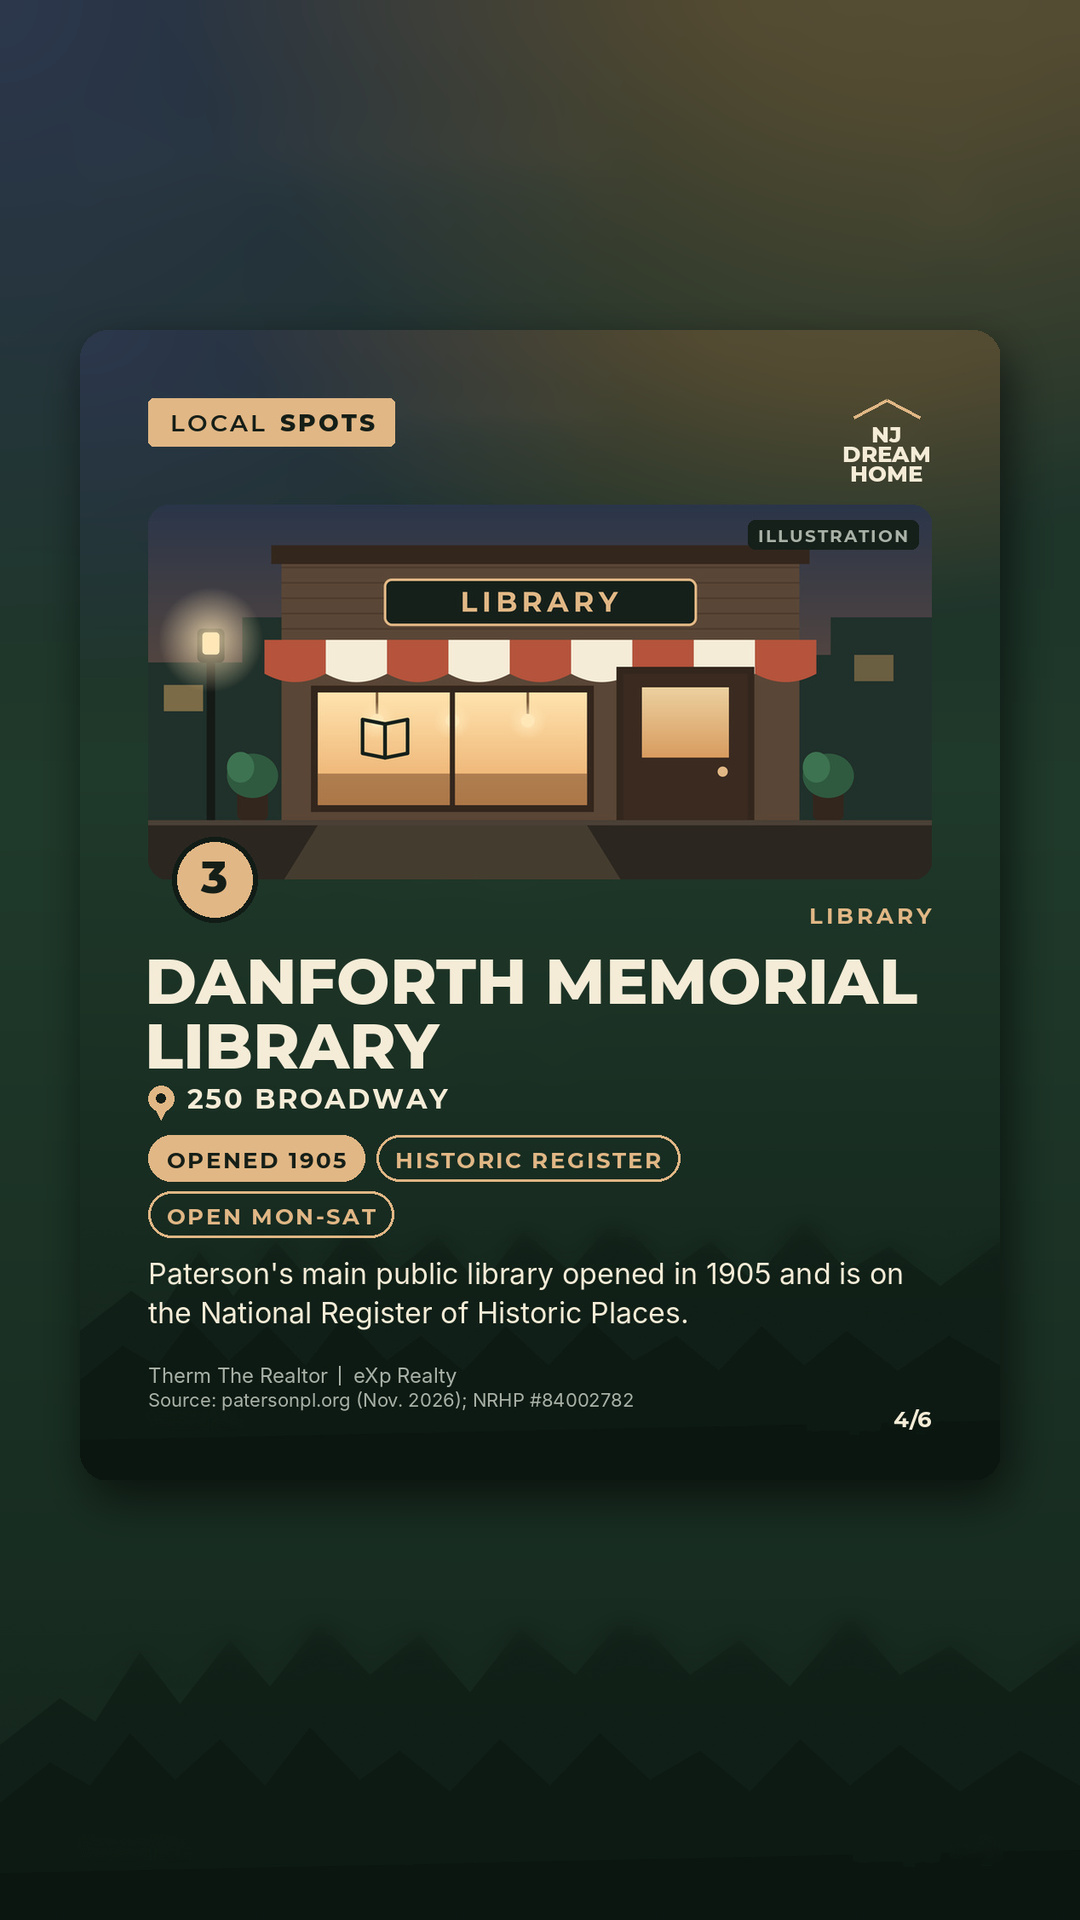 LOCAL SPOTS
NJ
DREAM
HOME
ILLUSTRATION
LIBRARY
3
LIBRARY
DANFORTH MEMORIAL
LIBRARY
250 BROADWAY
OPENED 1905
HISTORIC REGISTER
OPEN MON-SAT
Paterson's main public library opened in 1905 and is on
the National Register of Historic Places.
Therm The Realtor | eXp Realty
Source: patersonpl.org (Nov. 2026); NRHP #84002782
4/6